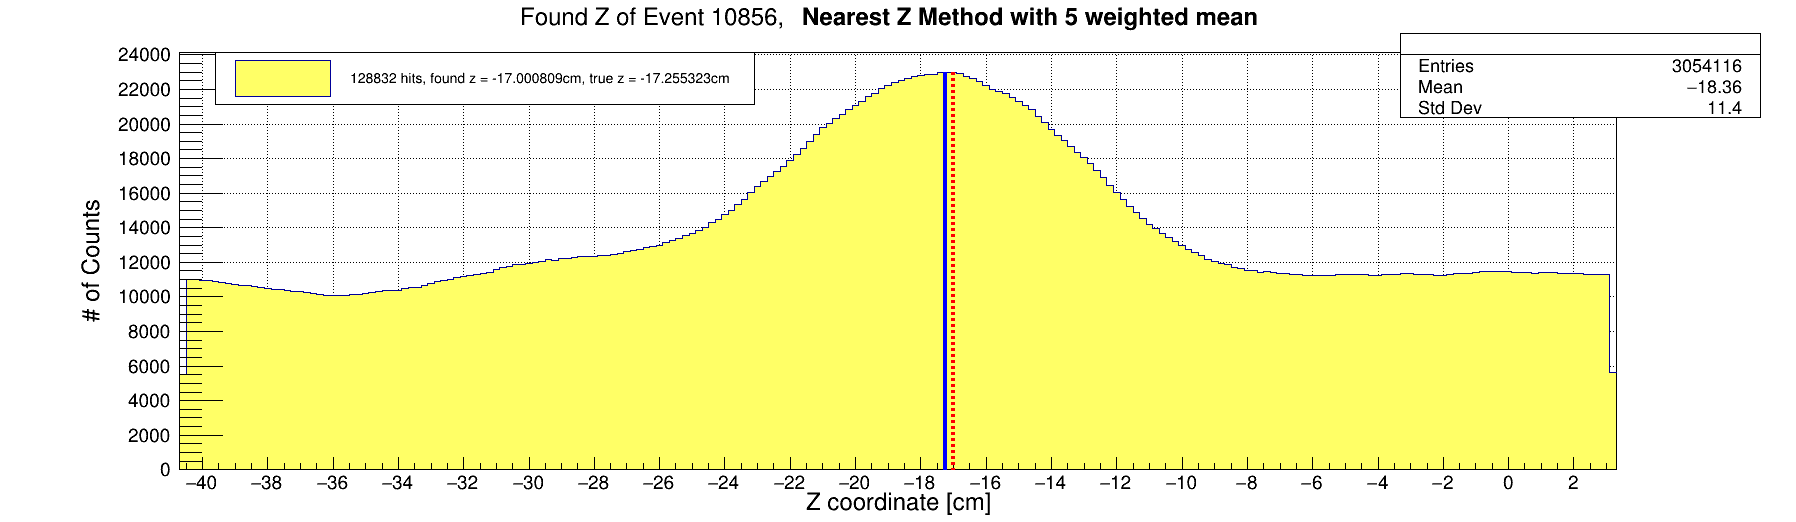 Found Z of Event 10856, Nearest Z Method with 5 weighted mean
128832 hits, found z = -17.000809cm, true z = -17.255323cm
Entries 3054116
Mean −18.36
Std Dev 11.4
24000
22000
20000
18000
16000
14000
12000
10000
8000
6000
4000
2000
0
# of Counts
−40 −38 −36 −34 −32 −30 −28 −26 −24 −22 −20 −18 −16 −14 −12 −10 −8 −6 −4 −2 0 2
Z coordinate [cm]